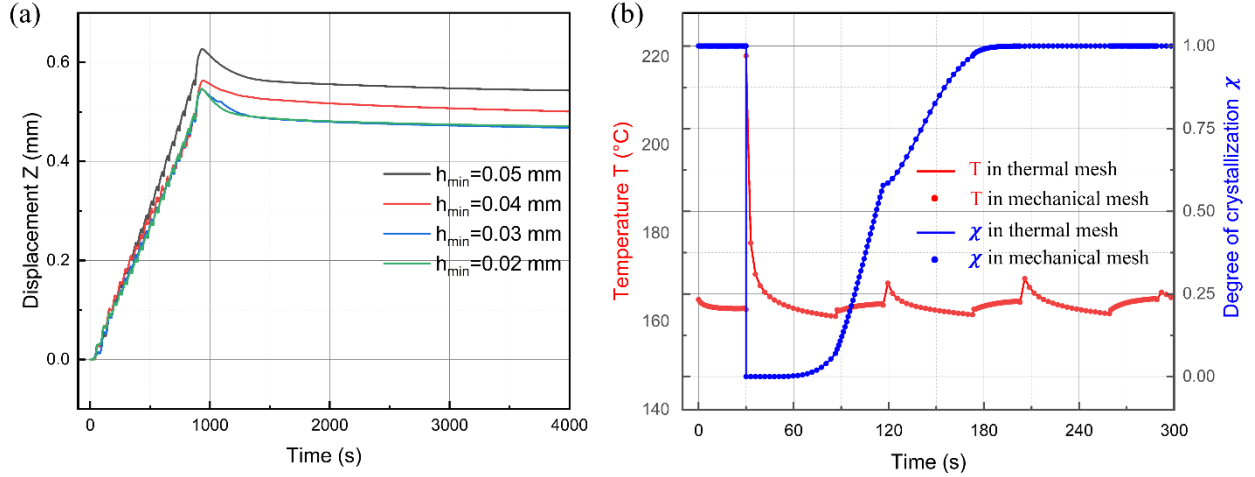 (a)
Displacement Z (mm)
0.6
0.4
0.2
0.0
h_min=0.05 mm
h_min=0.04 mm
h_min=0.03 mm
h_min=0.02 mm
0
1000
2000
3000
4000
Time (s)
(b)
Temperature T (°C)
220
200
180
160
140
T in thermal mesh
T in mechanical mesh
χ in thermal mesh
χ in mechanical mesh
1.00
0.75
0.50
0.25
0.00
Degree of crystallization χ
0
60
120
180
240
300
Time (s)